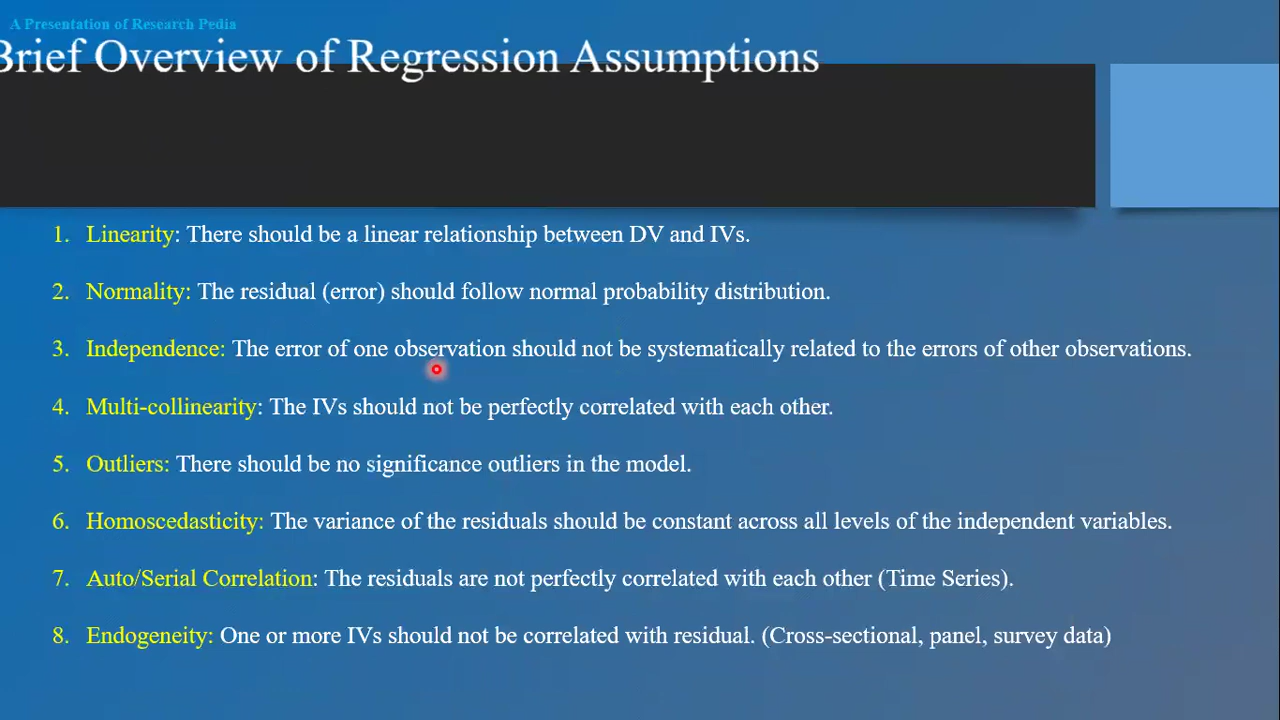 A Presentation of Research Pedia
Brief Overview of Regression Assumptions
1. Linearity: There should be a linear relationship between DV and IVs.
2. Normality: The residual (error) should follow normal probability distribution.
3. Independence: The error of one observation should not be systematically related to the errors of other observations.
4. Multi-collinearity: The IVs should not be perfectly correlated with each other.
5. Outliers: There should be no significance outliers in the model.
6. Homoscedasticity: The variance of the residuals should be constant across all levels of the independent variables.
7. Auto/Serial Correlation: The residuals are not perfectly correlated with each other (Time Series).
8. Endogeneity: One or more IVs should not be correlated with residual. (Cross-sectional, panel, survey data)